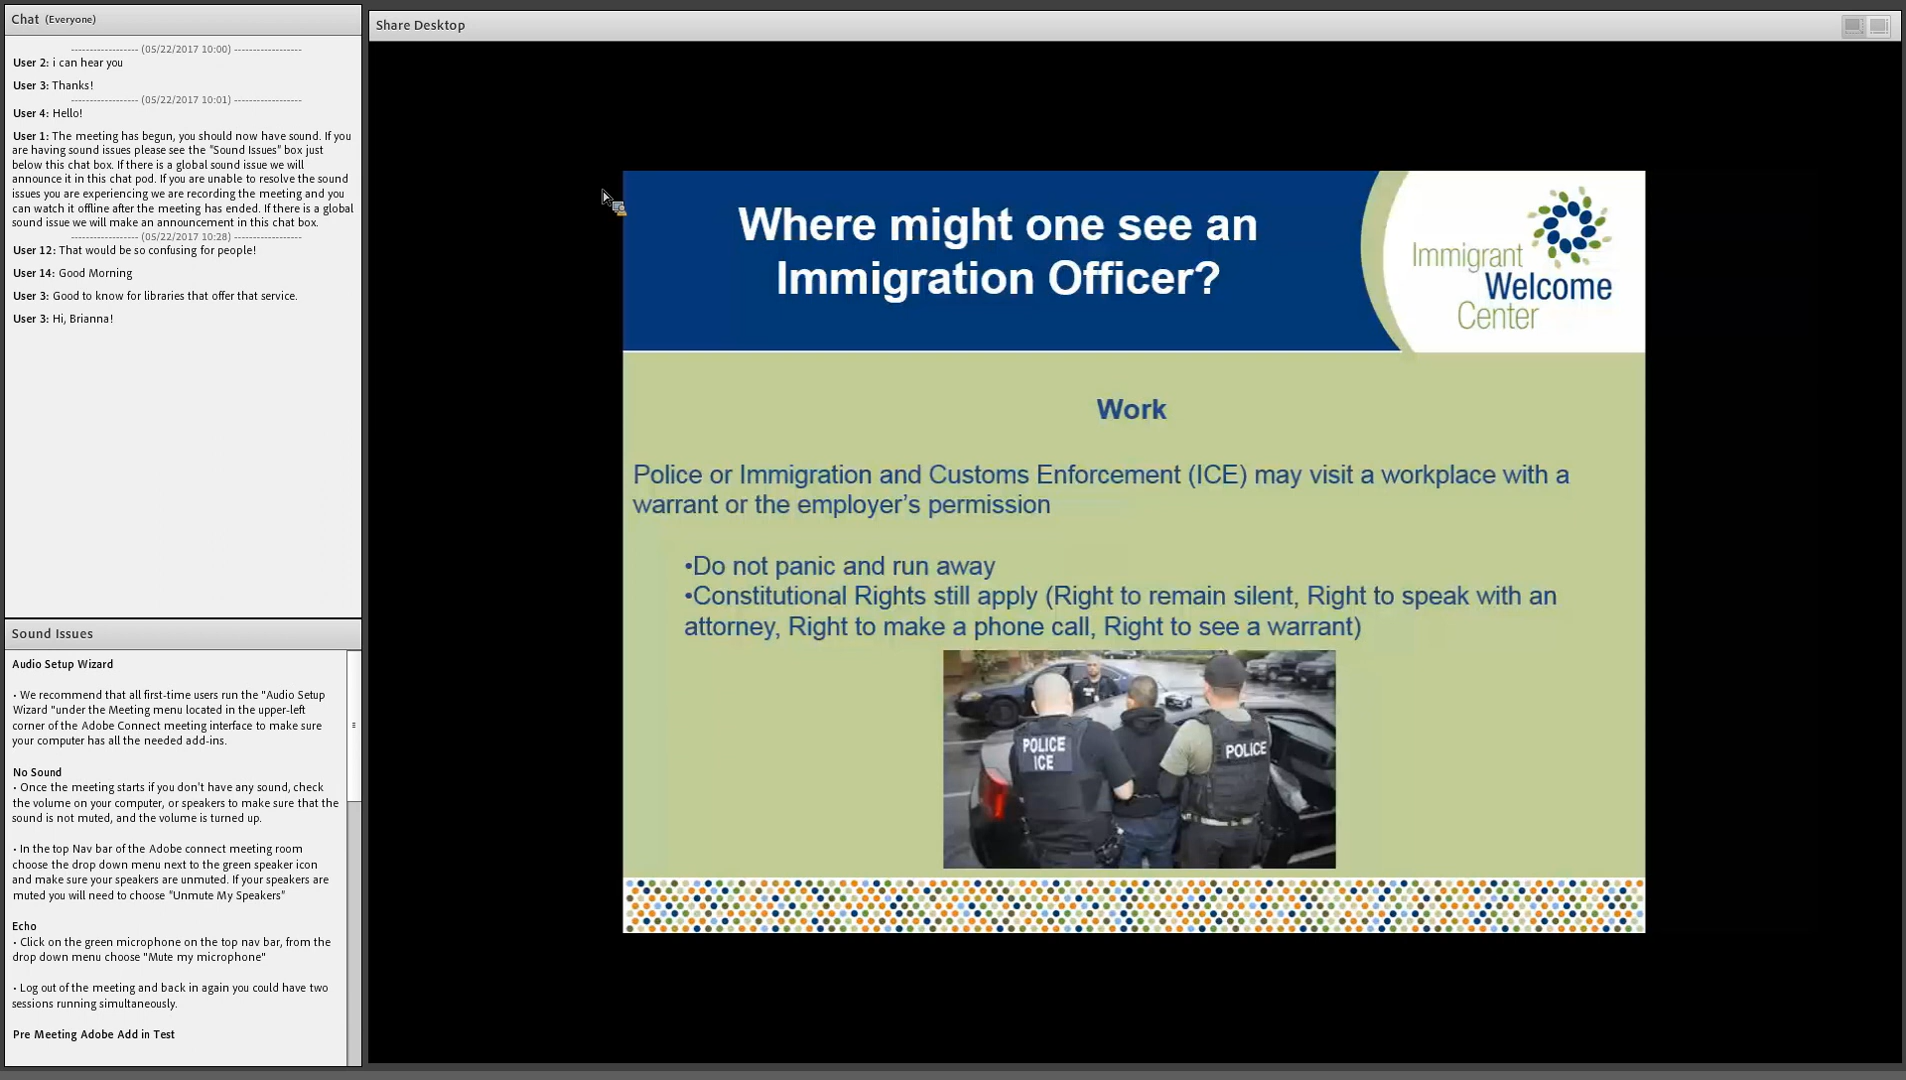 Chat (Everyone)
------------------ (05/22/2017 10:00) ------------------
User 2: i can hear you
User 3: Thanks!
------------------ (05/22/2017 10:01) ------------------
User 4: Hello!
User 1: The meeting has begun, you should now have sound. If you
are having sound issues please see the "Sound Issues" box just
below this chat box. If there is a global sound issue we will
announce it in this chat pod. If you are unable to resolve the sound
issues you are experiencing we are recording the meeting and you
can watch it offline after the meeting has ended. If there is a global
sound issue we will make an announcement in this chat box.
------------------ (05/22/2017 10:28) ------------------
User 12: That would be so confusing for people!
User 14: Good Morning
User 3: Good to know for libraries that offer that service.
User 3: Hi, Brianna!
Sound Issues
Audio Setup Wizard
• We recommend that all first-time users run the "Audio Setup
Wizard "under the Meeting menu located in the upper-left
corner of the Adobe Connect meeting interface to make sure
your computer has all the needed add-ins.
No Sound
• Once the meeting starts if you don't have any sound, check
the volume on your computer, or speakers to make sure that the
sound is not muted, and the volume is turned up.
• In the top Nav bar of the Adobe connect meeting room
choose the drop down menu next to the green speaker icon
and make sure your speakers are unmuted. If your speakers are
muted you will need to choose "Unmute My Speakers"
Echo
• Click on the green microphone on the top nav bar, from the
drop down menu choose "Mute my microphone"
• Log out of the meeting and back in again you could have two
sessions running simultaneously.
Pre Meeting Adobe Add in Test
Share Desktop
Where might one see an
Immigration Officer?
Immigrant
Welcome
Center
Work
Police or Immigration and Customs Enforcement (ICE) may visit a workplace with a
warrant or the employer's permission
•Do not panic and run away
•Constitutional Rights still apply (Right to remain silent, Right to speak with an
attorney, Right to make a phone call, Right to see a warrant)
POLICE
ICE
POLICE